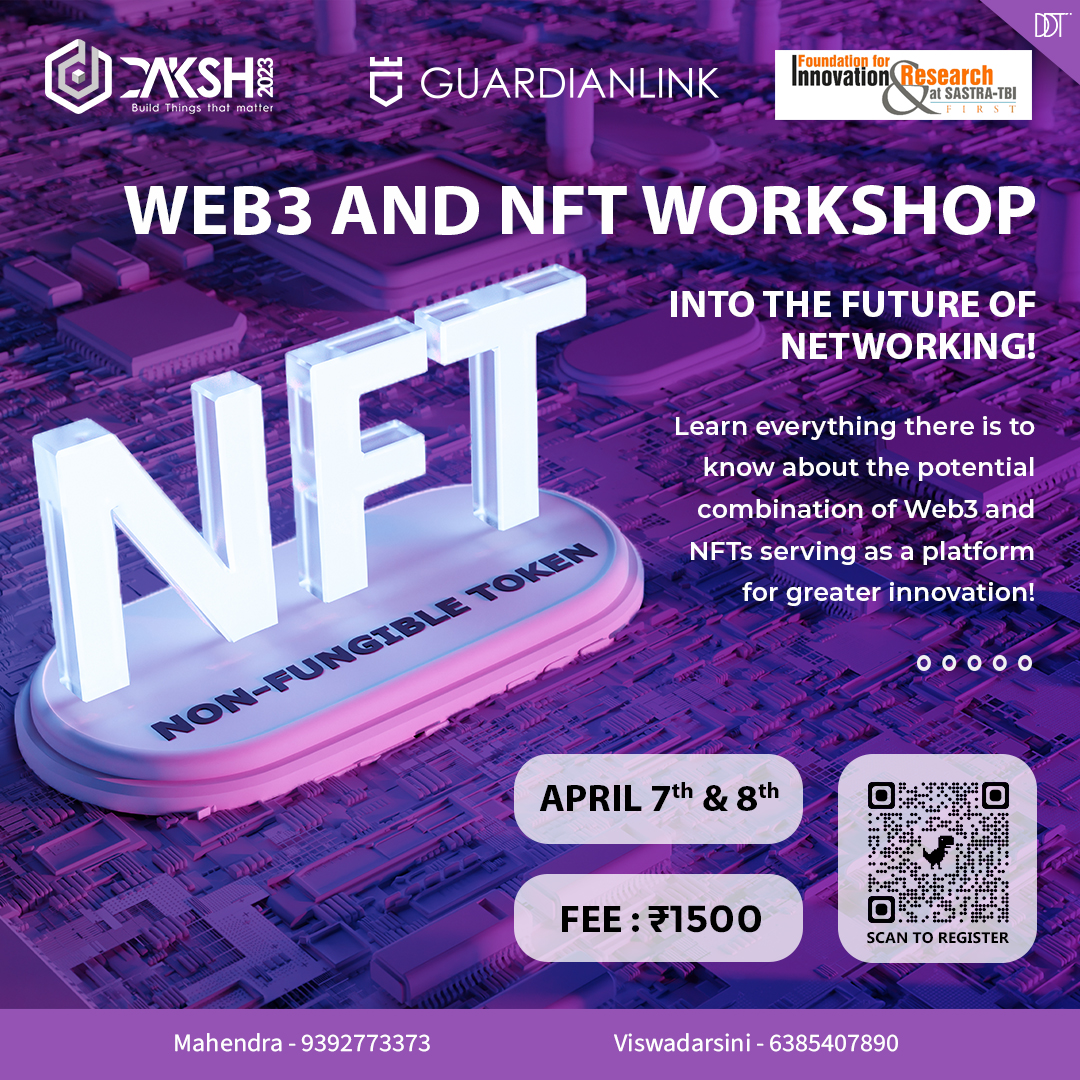 DAKSH 2023
Build Things that matter
GUARDIANLINK
Foundation for
Innovation & Research
at SASTRA-TBI
FIRST
DDT
WEB3 AND NFT WORKSHOP
INTO THE FUTURE OF
NETWORKING!
Learn everything there is to
know about the potential
combination of Web3 and
NFTs serving as a platform
for greater innovation!
NFT
NON-FUNGIBLE TOKEN
APRIL 7th & 8th
FEE : ₹1500
SCAN TO REGISTER
Mahendra - 9392773373
Viswadarsini - 6385407890